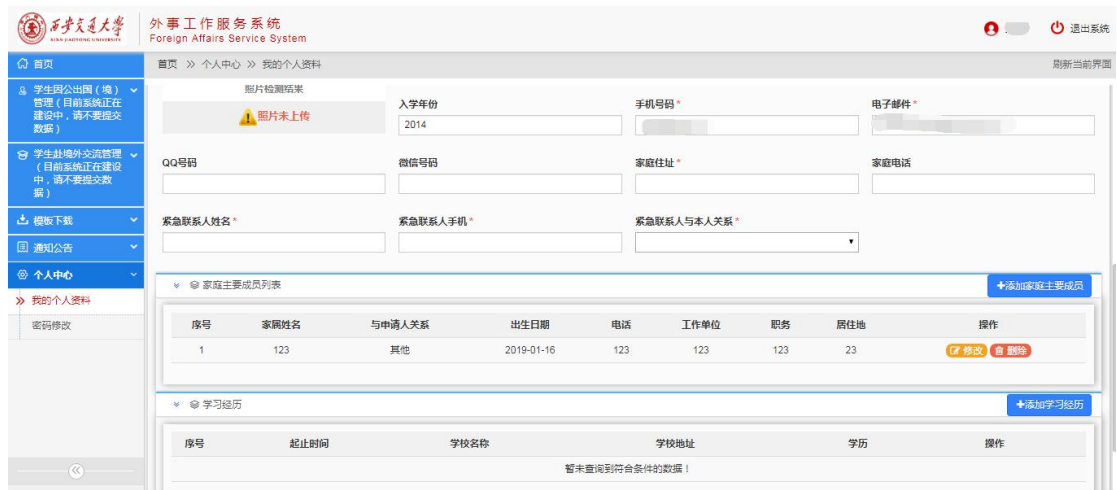 西安交通大学
XI'AN JIAOTONG UNIVERSITY
外事工作服务系统
Foreign Affairs Service System
退出系统
首页
首页 >> 个人中心 >> 我的个人资料
刷新当前界面
学生因公出国（境）
管理（目前系统正在
建设中，请不要提交
数据）
学生赴境外交流管理
（目前系统正在建设
中，请不要提交数
据）
模板下载
通知公告
个人中心
我的个人资料
密码修改
照片检测结果
照片未上传
入学年份
手机号码*
电子邮件*
2014
QQ号码
微信号码
家庭住址*
家庭电话
紧急联系人姓名*
紧急联系人手机*
紧急联系人与本人关系*
家庭主要成员列表
+添加家庭主要成员
序号 家属姓名 与申请人关系 出生日期 电话 工作单位 职务 居住地 操作
1 123 其他 2019-01-16 123 123 123 23 修改 删除
学习经历
+添加学习经历
序号 起止时间 学校名称 学校地址 学历 操作
暂未查询到符合条件的数据！